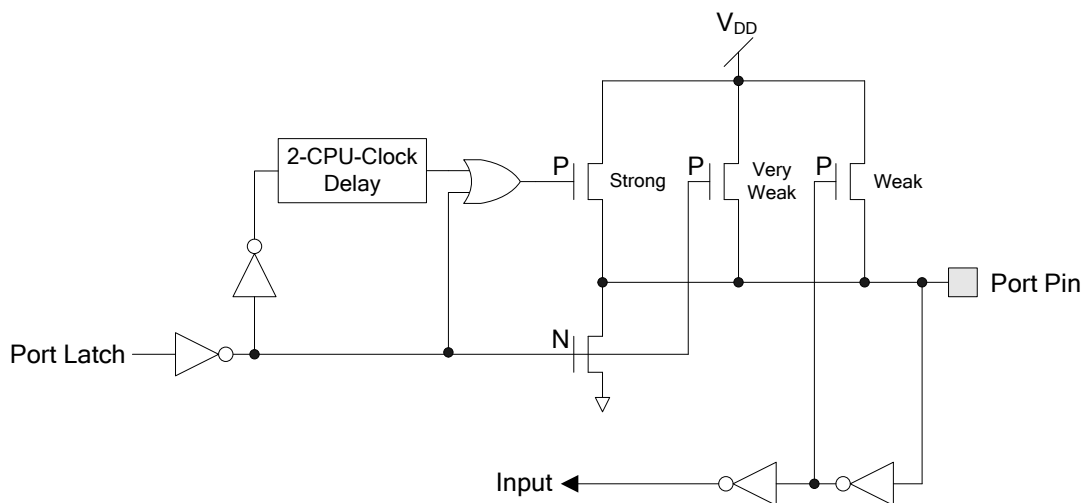 V_DD
2-CPU-Clock
Delay
P
Strong
P
Very
Weak
P
Weak
Port Pin
Port Latch
N
Input